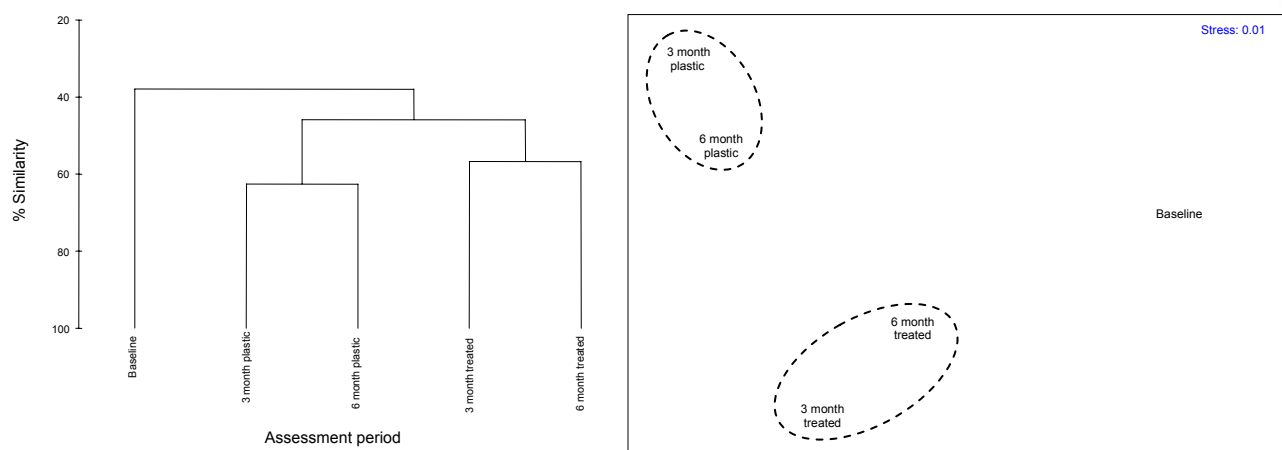 20
40
60
80
100
% Similarity
Baseline
3 month plastic
6 month plastic
3 month treated
6 month treated
Assessment period
Stress: 0.01
3 month
plastic
6 month
plastic
Baseline
6 month
treated
3 month
treated